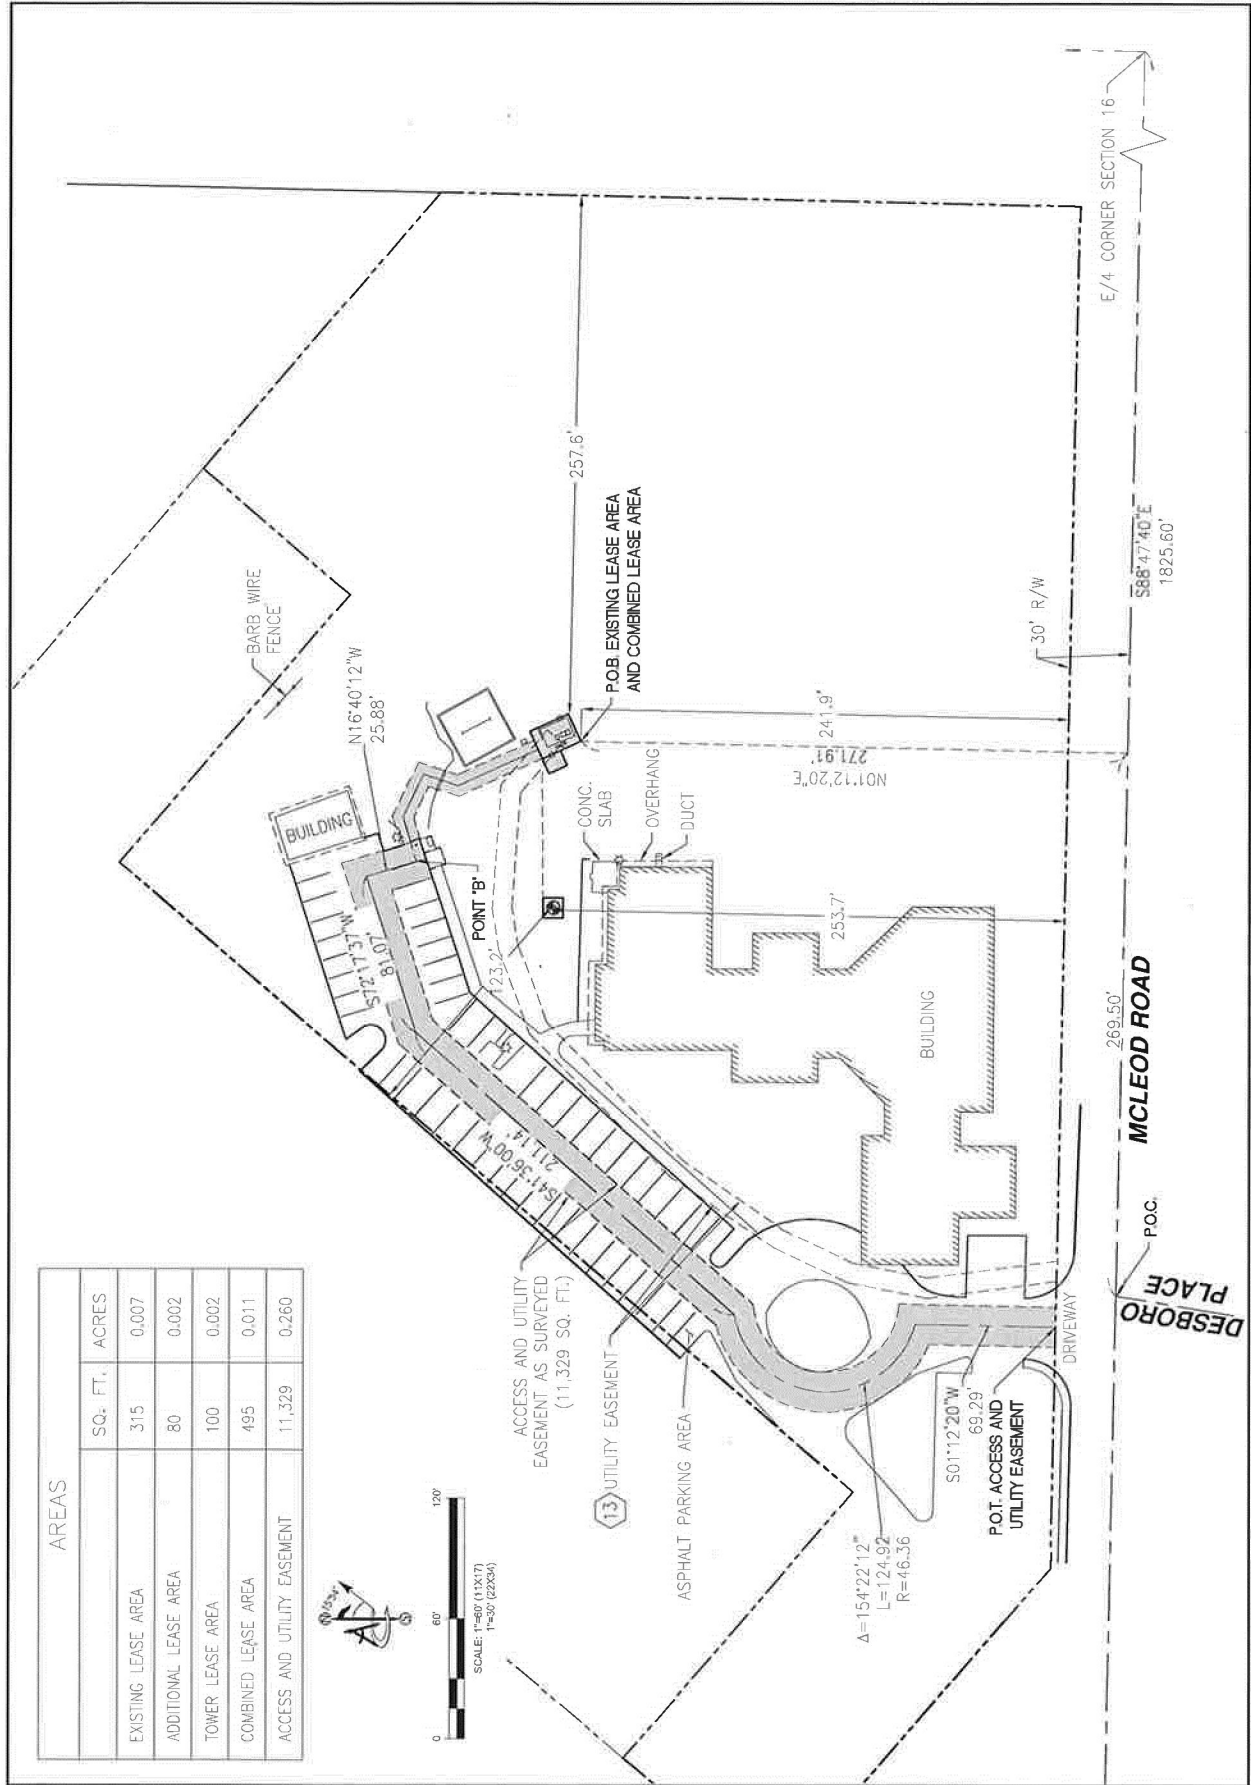 AREAS
SQ. FT. ACRES
EXISTING LEASE AREA 315 0.007
ADDITIONAL LEASE AREA 80 0.002
TOWER LEASE AREA 100 0.002
COMBINED LEASE AREA 495 0.011
ACCESS AND UTILITY EASEMENT 11,329 0.260
0 60' 120'
SCALE: 1"=60' (11X17)
1"=30' (22X34)
BARB WIRE
FENCE
N16°40'12"W
25.88'
BUILDING
S72°17'37"W
81.07'
POINT "B"
123.2'
257.6'
P.O.B. EXISTING LEASE AREA
AND COMBINED LEASE AREA
241.9'
N01°12'20"E
271.91'
CONC.
SLAB
OVERHANG
DUCT
253.7'
BUILDING
S41°36'00"W
211.14'
ACCESS AND UTILITY
EASEMENT AS SURVEYED
(11,329 SQ. FT.)
13 UTILITY EASEMENT
ASPHALT PARKING AREA
Δ=154°22'12"
L=124.92
R=46.36
S01°12'20"W
69.29'
P.O.T. ACCESS AND
UTILITY EASEMENT
DRIVEWAY
30' R/W
E/4 CORNER SECTION 16
S88°47'40"E
1825.60'
269.50'
MCLEOD ROAD
P.O.C.
DESBORO
PLACE